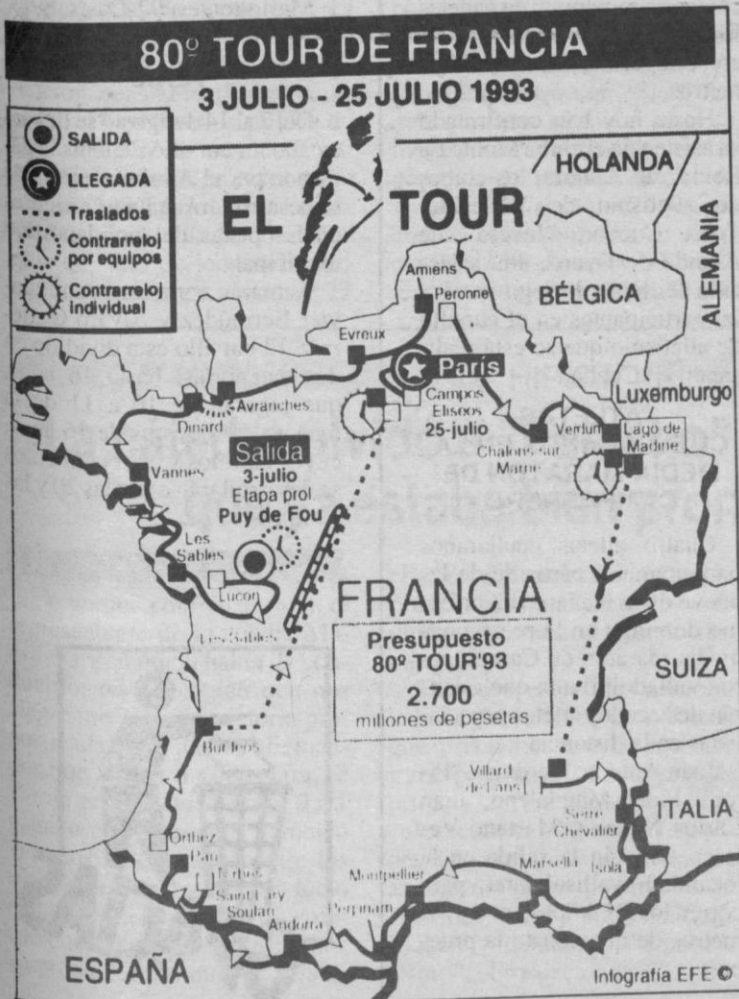 80º TOUR DE FRANCIA
3 JULIO - 25 JULIO 1993
SALIDA
LLEGADA
Traslados
Contrarreloj
por equipos
Contrarreloj
individual
EL TOUR
HOLANDA
ALEMANIA
BÉLGICA
Luxemburgo
Amiens
Peronne
Evreux
París
Campos
Eliseos
25-julio
Avranches
Dinard
Verdun
Lago de
Madine
Chalons sur
Marne
Salida
3-julio
Etapa prol
Puy de Fou
Vannes
Les
Sables
Lucon
Les Sables
FRANCIA
Presupuesto
80º TOUR'93
2.700
millones de pesetas
SUIZA
Burdeos
Villard
de Lans
Serre
Chevalier
ITALIA
Orthez
Pau
Tarbes
Saint Lary
Soulan
Andorra
Perpinam
Montpellier
Marsella
Isola
ESPAÑA
Infografía EFE ©